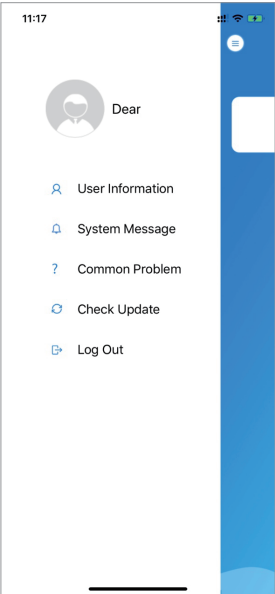 11:17
Dear
User Information
System Message
? Common Problem
Check Update
Log Out